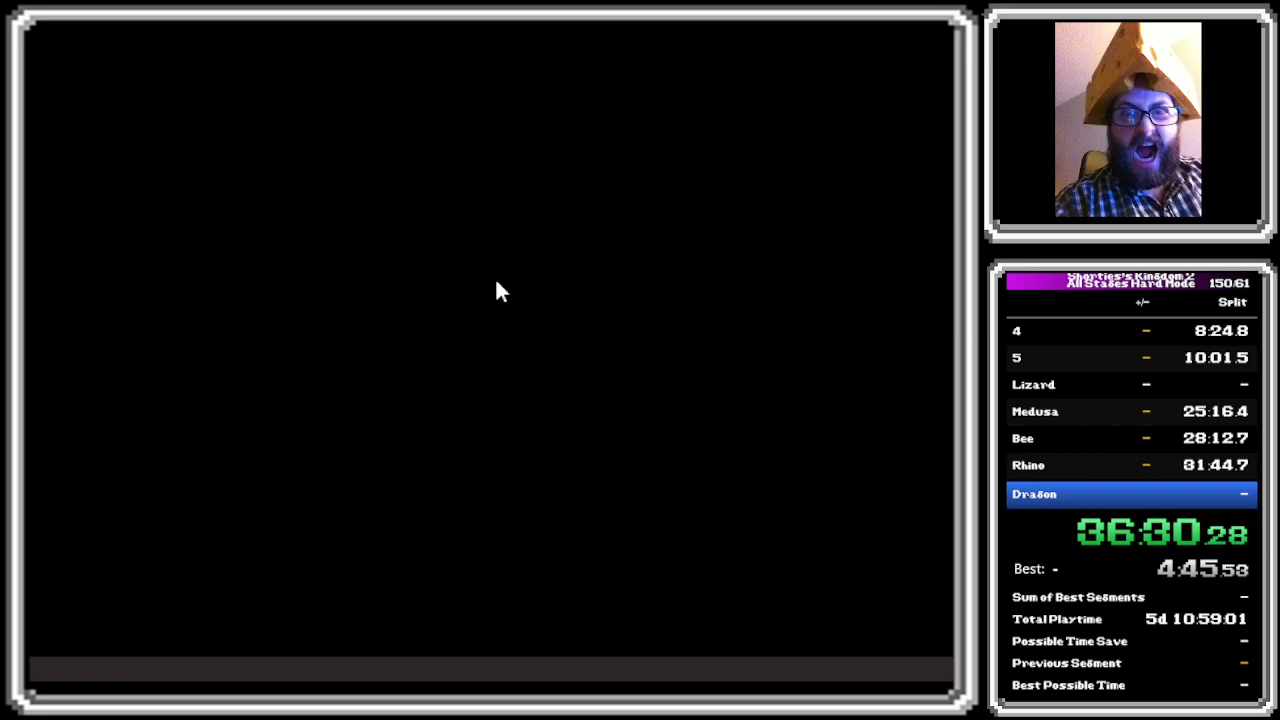 Shorties's Kingdom 2
All Stages Hard Mode 150/61
+/- Split
4 - 8:24.8
5 - 10:01.5
Lizard - -
Medusa - 25:16.4
Bee - 28:12.7
Rhino - 31:44.7
Dragon -
36:30.28
Best: - 4:45.53
Sum of Best Segments -
Total Playtime 5d 10:59:01
Possible Time Save -
Previous Segment -
Best Possible Time -